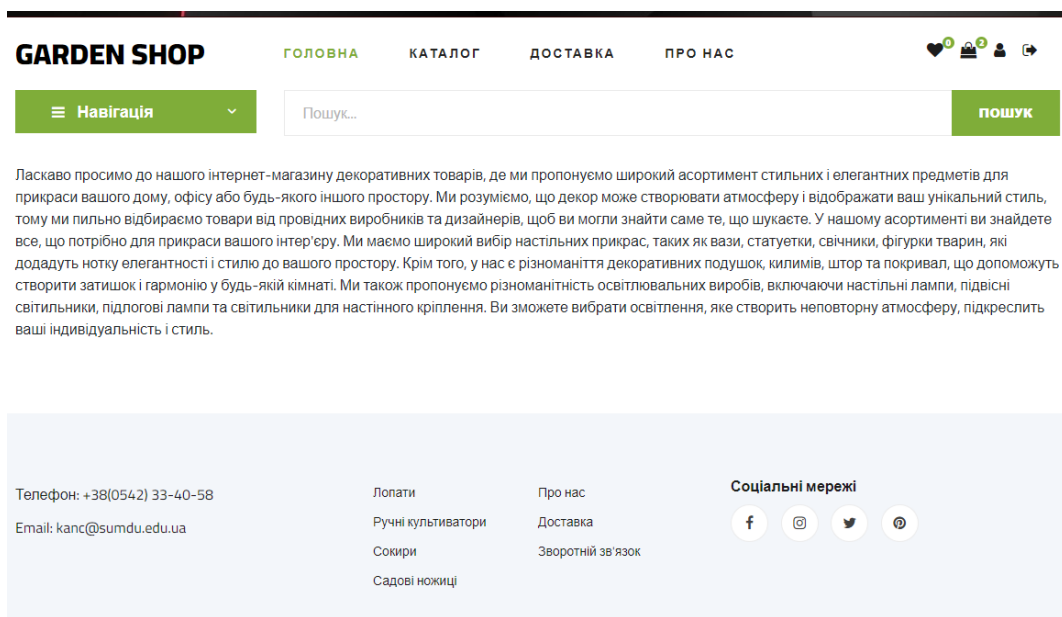 GARDEN SHOP
ГОЛОВНА
КАТАЛОГ
ДОСТАВКА
ПРО НАС
0
2
Навігація
Пошук...
ПОШУК
Ласкаво просимо до нашого інтернет-магазину декоративних товарів, де ми пропонуємо широкий асортимент стильних і елегантних предметів для
прикраси вашого дому, офісу або будь-якого іншого простору. Ми розуміємо, що декор може створювати атмосферу і відображати ваш унікальний стиль,
тому ми пильно відбираємо товари від провідних виробників та дизайнерів, щоб ви могли знайти саме те, що шукаєте. У нашому асортименті ви знайдете
все, що потрібно для прикраси вашого інтер'єру. Ми маємо широкий вибір настільних прикрас, таких як вази, статуетки, свічники, фігурки тварин, які
додадуть нотку елегантності і стилю до вашого простору. Крім того, у нас є різноманіття декоративних подушок, килимів, штор та покривал, що допоможуть
створити затишок і гармонію у будь-якій кімнаті. Ми також пропонуємо різноманітність освітлювальних виробів, включаючи настільні лампи, підвісні
світильники, підлогові лампи та світильники для настінного кріплення. Ви зможете вибрати освітлення, яке створить неповторну атмосферу, підкреслить
ваші індивідуальність і стиль.
Телефон: +38(0542) 33-40-58
Email: kanc@sumdu.edu.ua
Лопати
Ручні культиватори
Сокири
Садові ножиці
Про нас
Доставка
Зворотній зв'язок
Соціальні мережі